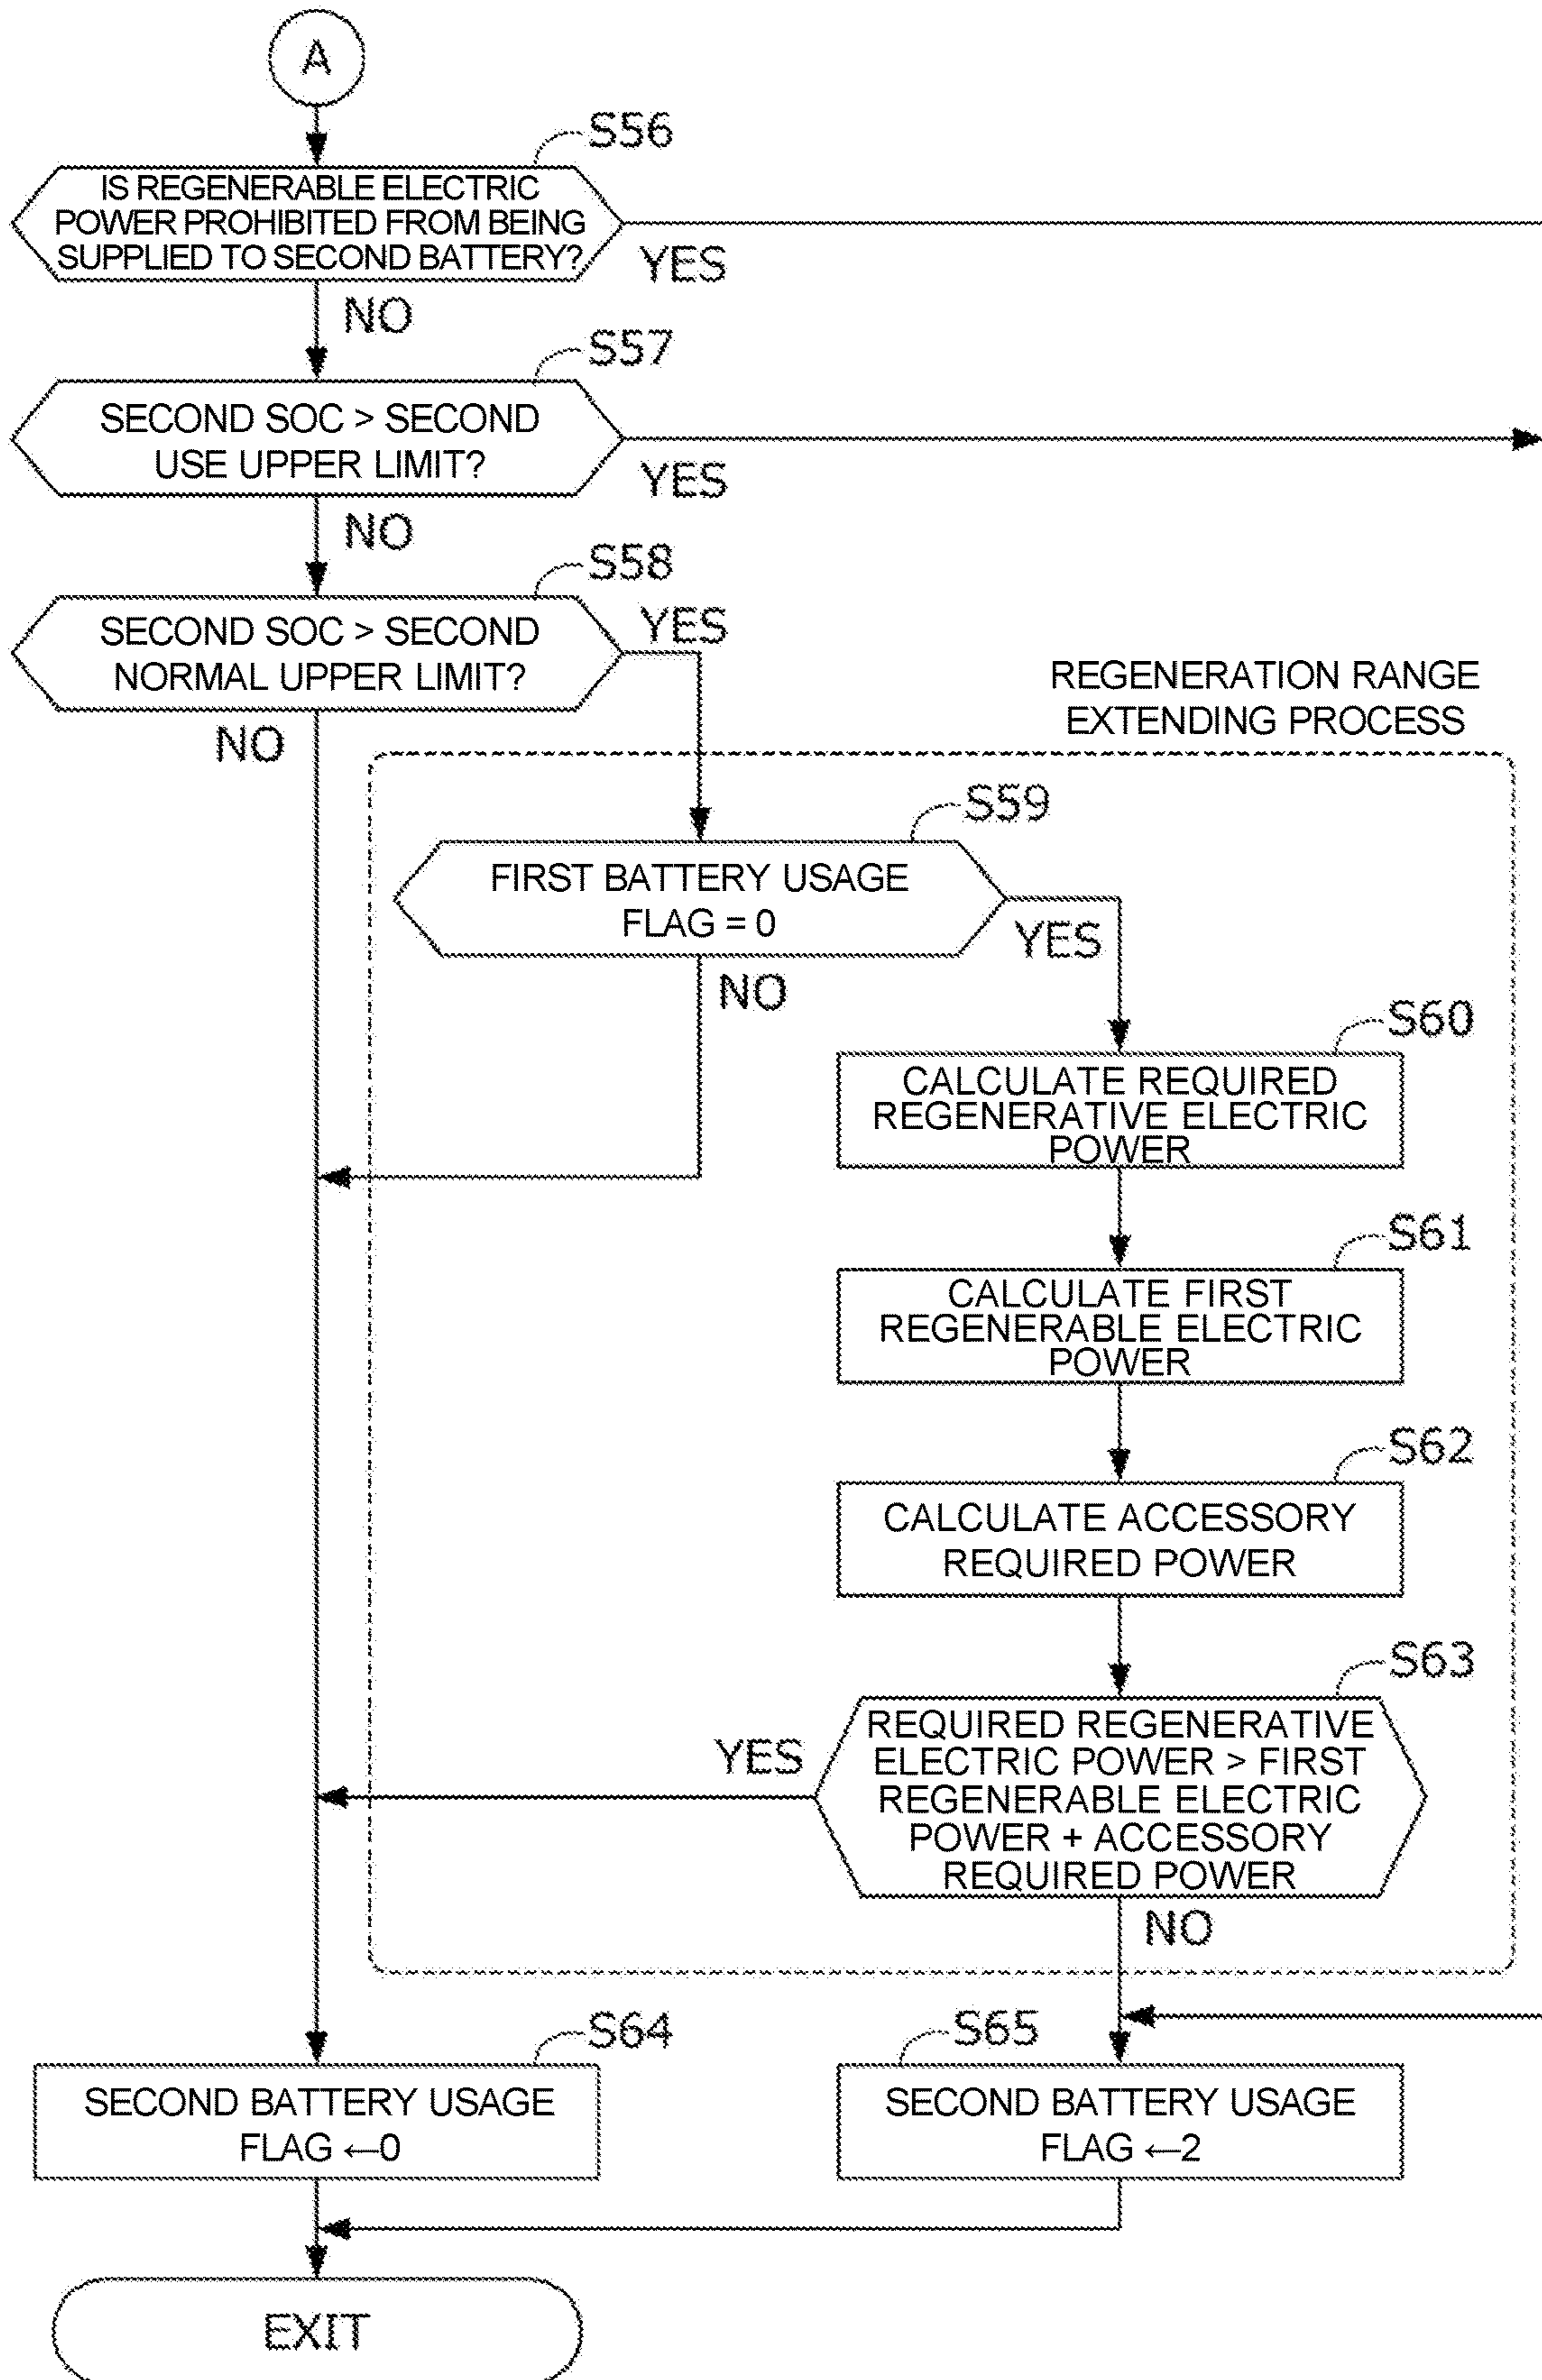 A
S56
IS REGENERABLE ELECTRIC
POWER PROHIBITED FROM BEING
SUPPLIED TO SECOND BATTERY?
YES
NO
S57
SECOND SOC > SECOND
USE UPPER LIMIT?
YES
NO
S58
SECOND SOC > SECOND
NORMAL UPPER LIMIT?
YES
NO
REGENERATION RANGE
EXTENDING PROCESS
S59
FIRST BATTERY USAGE
FLAG = 0
YES
NO
S60
CALCULATE REQUIRED
REGENERATIVE ELECTRIC
POWER
S61
CALCULATE FIRST
REGENERABLE ELECTRIC
POWER
S62
CALCULATE ACCESSORY
REQUIRED POWER
S63
REQUIRED REGENERATIVE
ELECTRIC POWER > FIRST
REGENERABLE ELECTRIC
POWER + ACCESSORY
REQUIRED POWER
YES
NO
S64
SECOND BATTERY USAGE
FLAG ←0
S65
SECOND BATTERY USAGE
FLAG ←2
EXIT